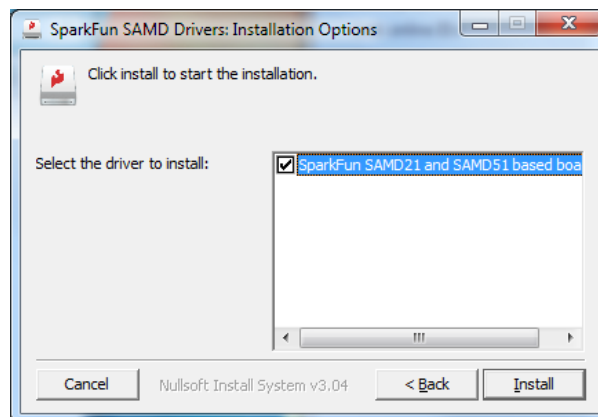 SparkFun SAMD Drivers: Installation Options
Click install to start the installation.
Select the driver to install:
SparkFun SAMD21 and SAMD51 based boa
Cancel
Nullsoft Install System v3.04
< Back
Install